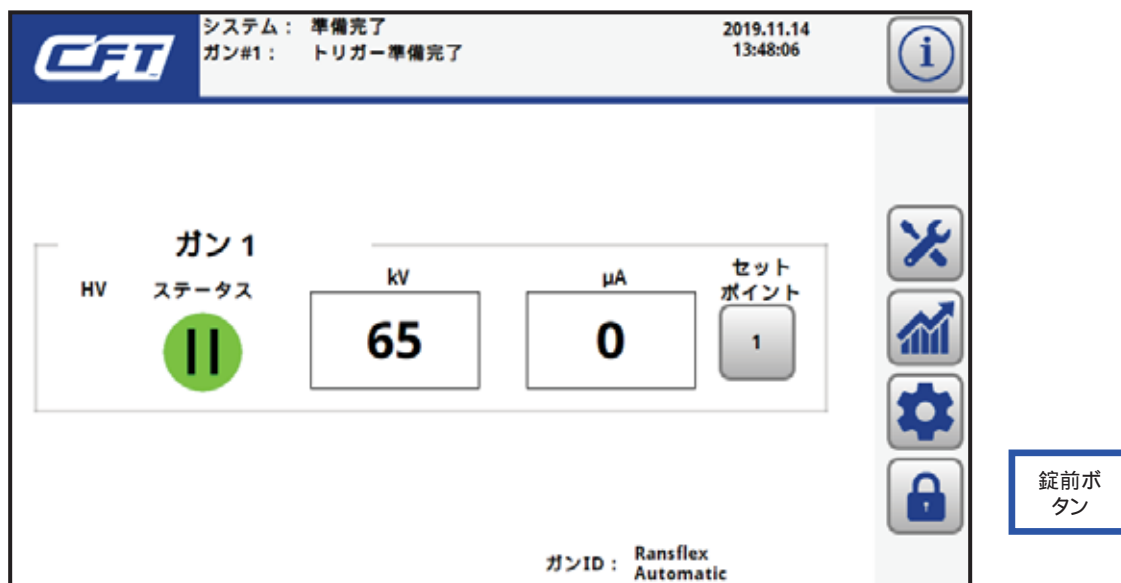 CFT
システム： 準備完了
ガン#1： トリガー準備完了
2019.11.14
13:48:06
i
ガン 1
HV ステータス kV µA セット
ポイント
65 0 1
錠前ボ
タン
ガンID： Ransflex
Automatic